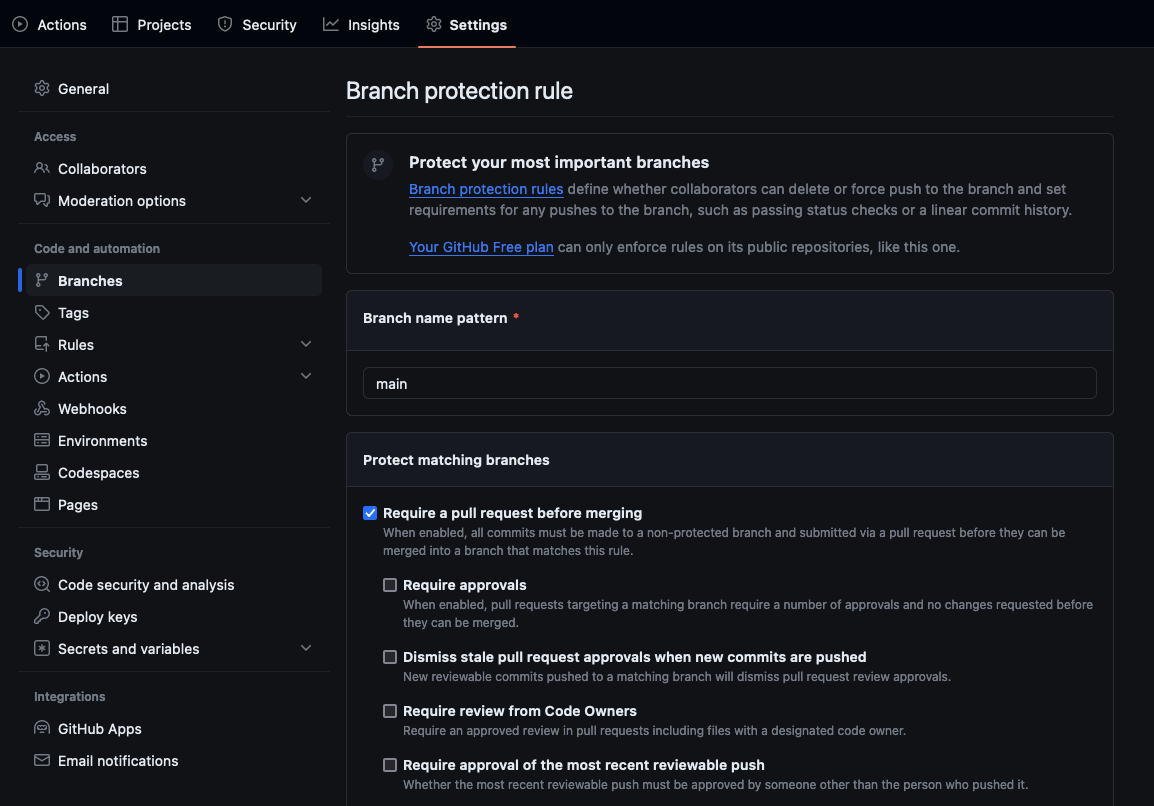 Actions Projects Security Insights Settings
General
Access
Collaborators
Moderation options
Code and automation
Branches
Tags
Rules
Actions
Webhooks
Environments
Codespaces
Pages
Security
Code security and analysis
Deploy keys
Secrets and variables
Integrations
GitHub Apps
Email notifications
Branch protection rule
Protect your most important branches
Branch protection rules define whether collaborators can delete or force push to the branch and set
requirements for any pushes to the branch, such as passing status checks or a linear commit history.
Your GitHub Free plan can only enforce rules on its public repositories, like this one.
Branch name pattern *
main
Protect matching branches
Require a pull request before merging
When enabled, all commits must be made to a non-protected branch and submitted via a pull request before they can be
merged into a branch that matches this rule.
Require approvals
When enabled, pull requests targeting a matching branch require a number of approvals and no changes requested before
they can be merged.
Dismiss stale pull request approvals when new commits are pushed
New reviewable commits pushed to a matching branch will dismiss pull request review approvals.
Require review from Code Owners
Require an approved review in pull requests including files with a designated code owner.
Require approval of the most recent reviewable push
Whether the most recent reviewable push must be approved by someone other than the person who pushed it.